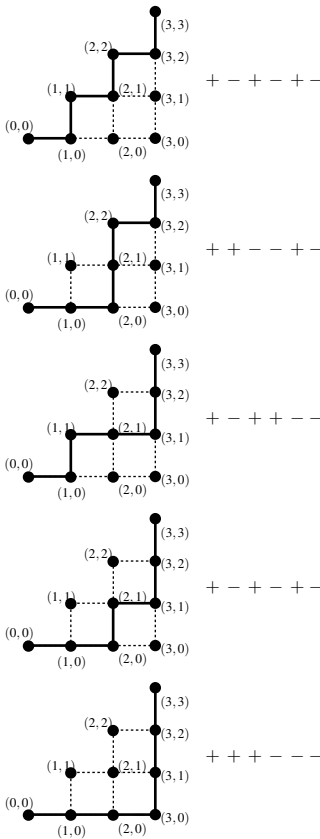 (3, 3)
(2, 2) (3, 2)
+ − + − + −
(1, 1) (2, 1) (3, 1)
(0, 0)
(3, 0)
(1, 0) (2, 0)
(3, 3)
(2, 2) (3, 2)
+ + − − + −
(1, 1) (2, 1) (3, 1)
(0, 0)
(3, 0)
(1, 0) (2, 0)
(3, 3)
(2, 2) (3, 2)
+ − + + − −
(1, 1) (2, 1) (3, 1)
(0, 0)
(3, 0)
(1, 0) (2, 0)
(3, 3)
(2, 2) (3, 2)
+ − + − + −
(1, 1) (2, 1) (3, 1)
(0, 0)
(3, 0)
(1, 0) (2, 0)
(3, 3)
(2, 2) (3, 2)
+ + + − − −
(1, 1) (2, 1) (3, 1)
(0, 0)
(3, 0)
(1, 0) (2, 0)